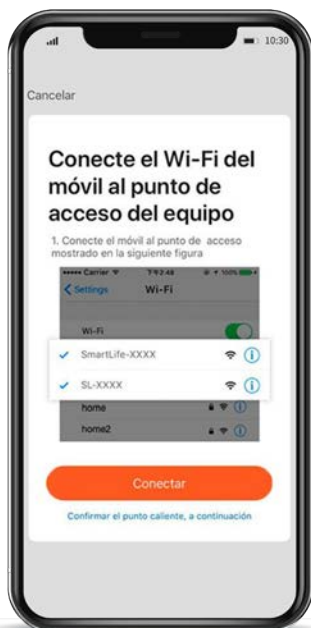 10:30
Cancelar
Conecte el Wi-Fi del
móvil al punto de
acceso del equipo
1. Conecte el móvil al punto de acceso
mostrado en la siguiente figura
Carrier
100%
Settings
Wi-Fi
Wi-Fi
SmartLife-XXXX
SL-XXXX
home
home2
Conectar
Confirmar el punto caliente, a continuación